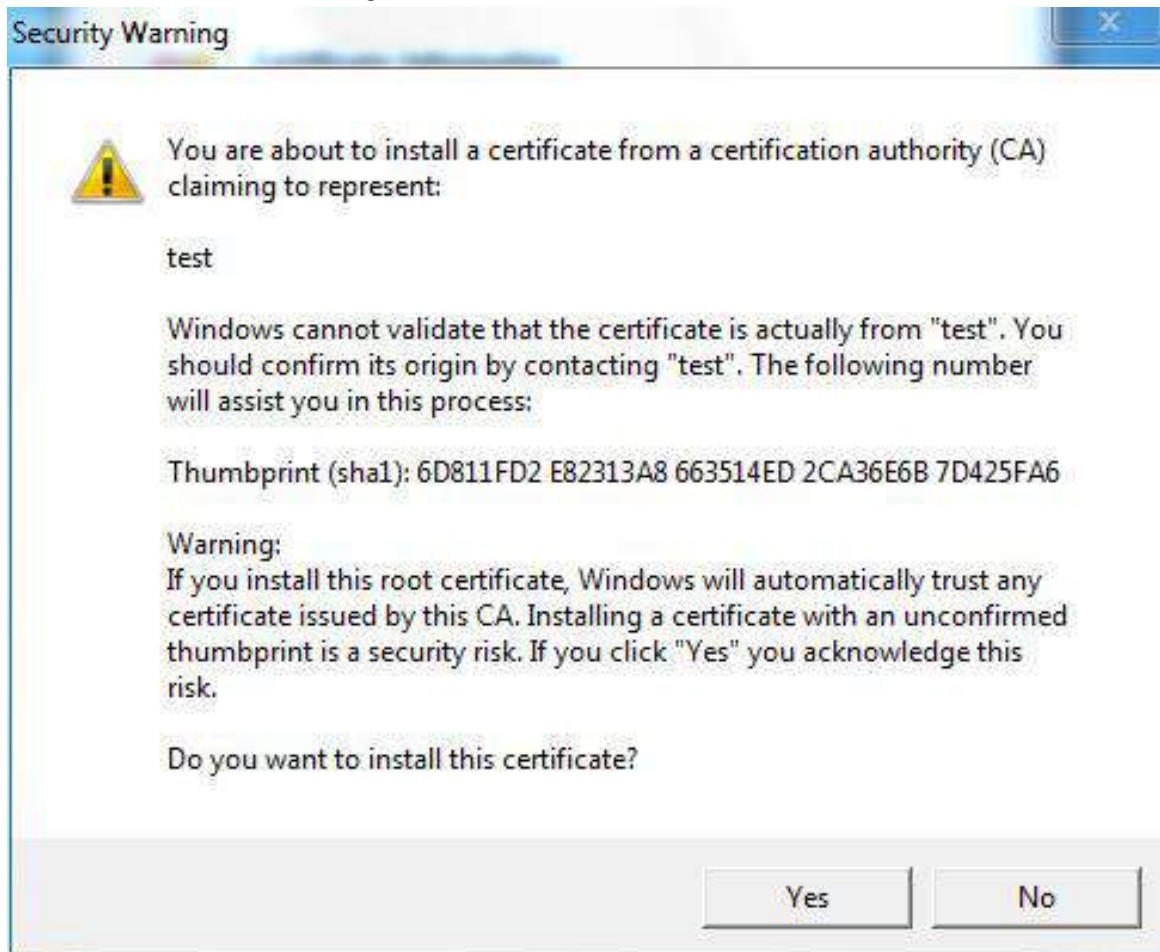 Security Warning
You are about to install a certificate from a certification authority (CA)
claiming to represent:
test
Windows cannot validate that the certificate is actually from "test". You
should confirm its origin by contacting "test". The following number
will assist you in this process:
Thumbprint (sha1): 6D811FD2 E82313A8 663514ED 2CA36E6B 7D425FA6
Warning:
If you install this root certificate, Windows will automatically trust any
certificate issued by this CA. Installing a certificate with an unconfirmed
thumbprint is a security risk. If you click "Yes" you acknowledge this
risk.
Do you want to install this certificate?
Yes
No